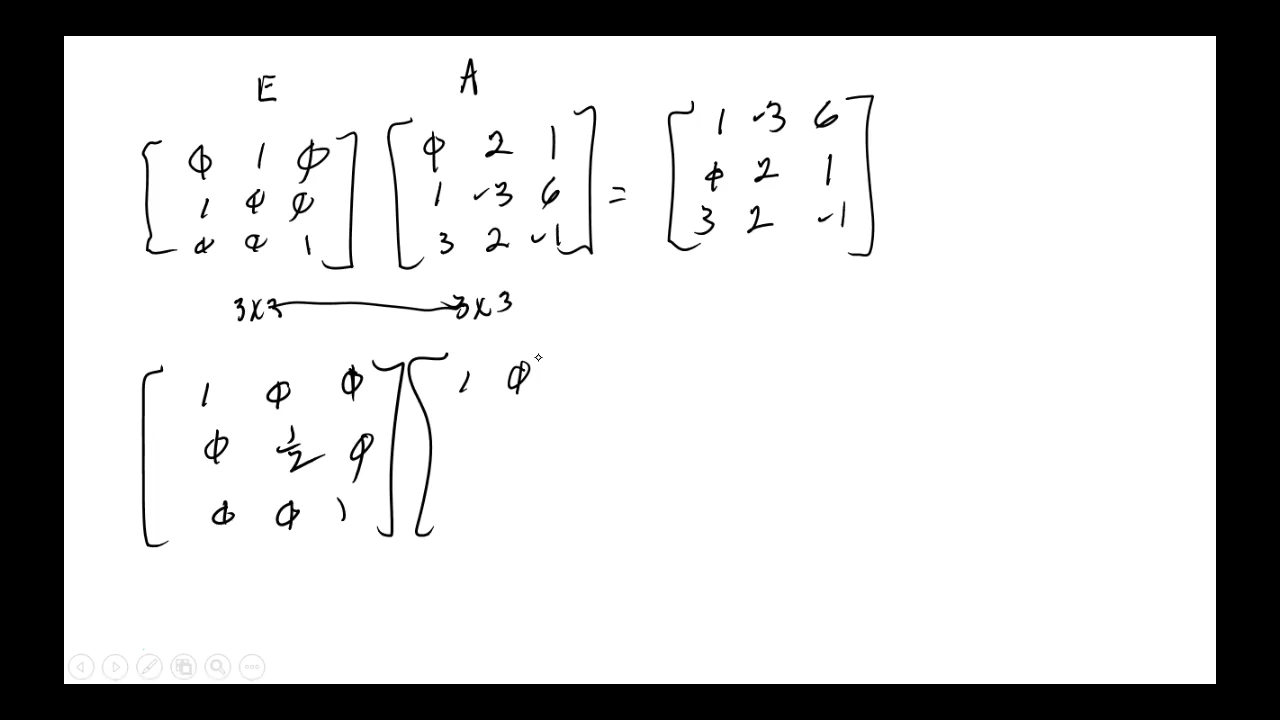 E A
[ φ 1 φ ] [ φ 2 1 ] [ 1 -3 6 ]
[ 1 φ φ ] [ 1 -3 6 ] = [ φ 2 1 ]
[ φ φ 1 ] [ 3 2 -1 ] [ 3 2 -1 ]
3x3 3x3
[ 1 φ φ ] [ 1 φ
[ φ 1/2 φ ] [
[ φ φ 1 ] [